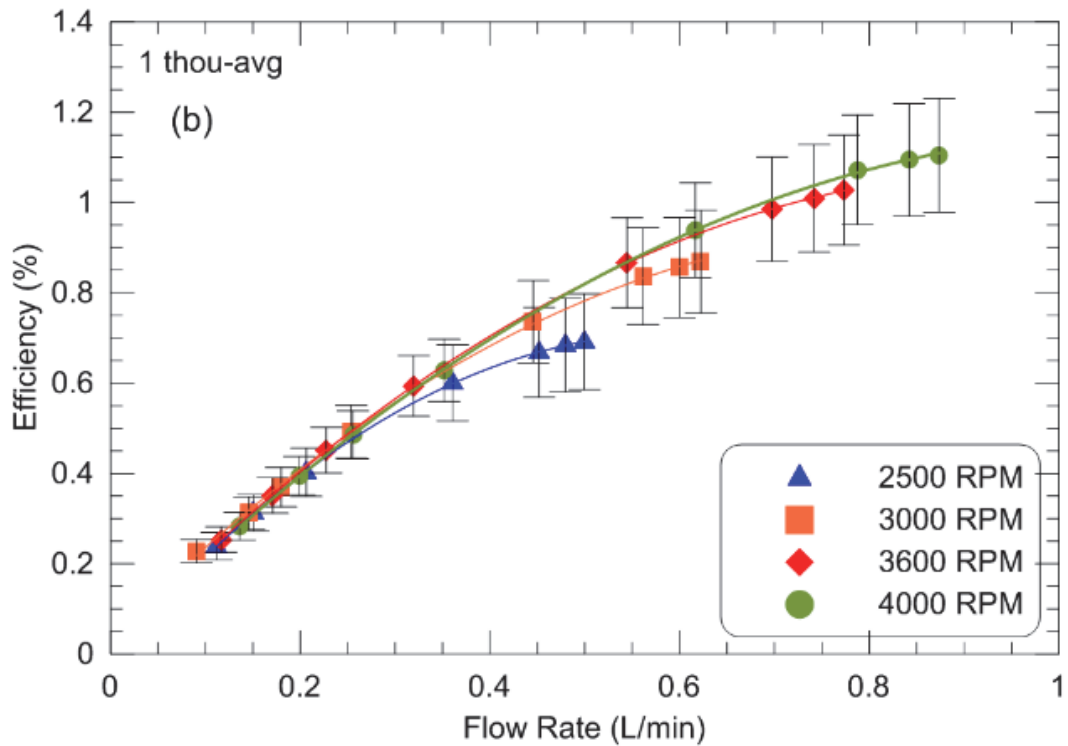 1.4
1 thou-avg
1.2
(b)
1
0.8
0.6
0.4
0.2
0
Efficiency (%)
2500 RPM
3000 RPM
3600 RPM
4000 RPM
0 0.2 0.4 0.6 0.8 1
Flow Rate (L/min)